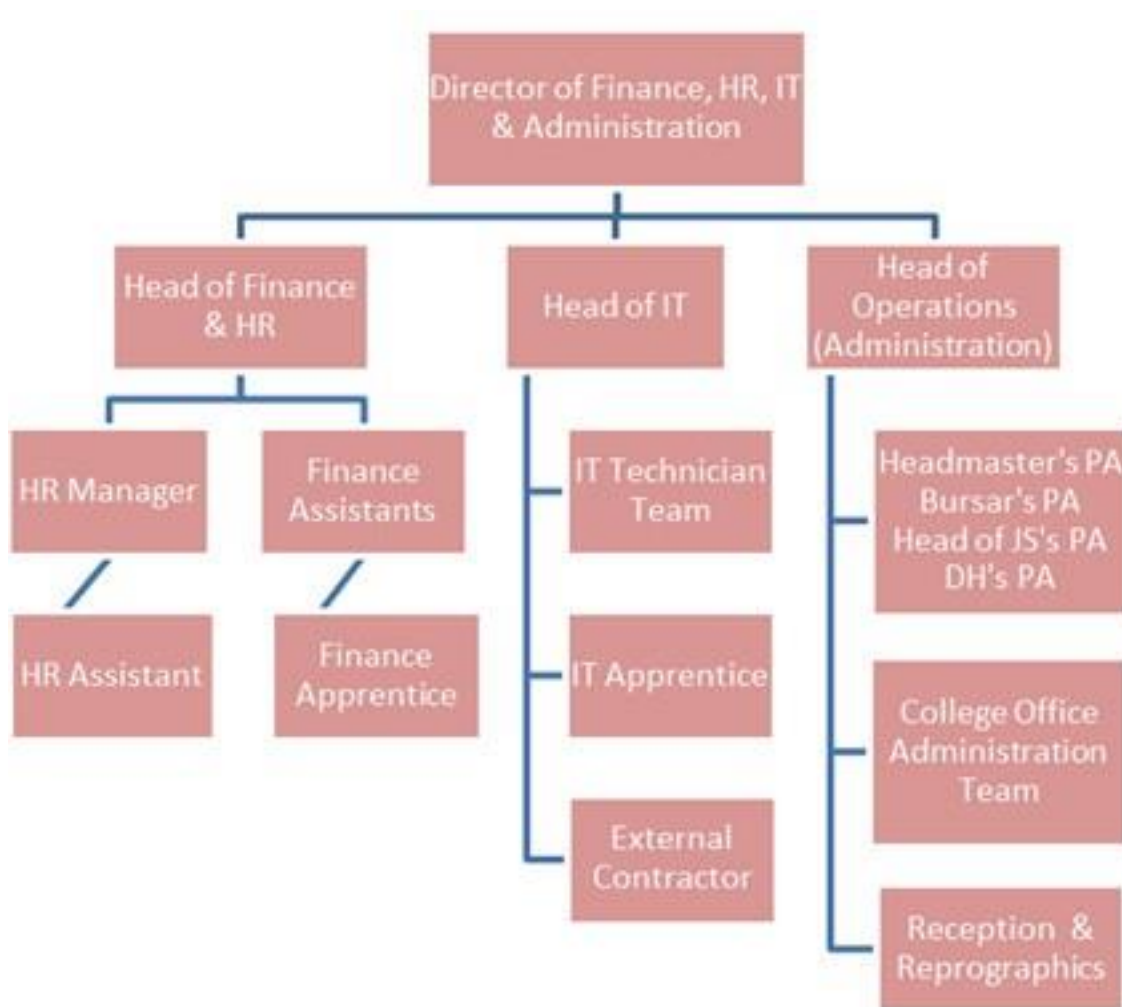 Director of Finance, HR, IT
& Administration
Head of Finance
& HR
Head of IT
Head of
Operations
(Administration)
HR Manager
Finance
Assistants
IT Technician
Team
Headmaster's PA
Bursar's PA
Head of JS's PA
DH's PA
HR Assistant
Finance
Apprentice
IT Apprentice
College Office
Administration
Team
External
Contractor
Reception &
Reprographics